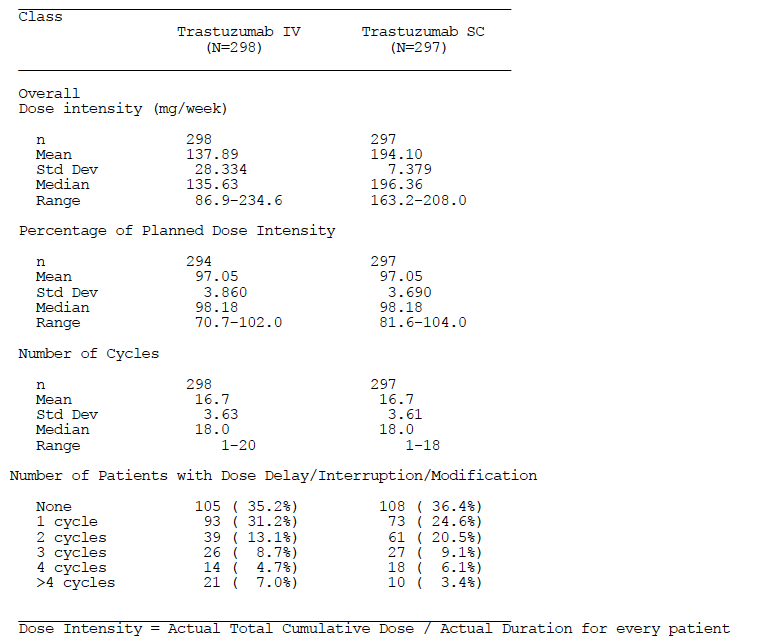 Class
Trastuzumab IV Trastuzumab SC
(N=298) (N=297)
Overall
Dose intensity (mg/week)
n 298 297
Mean 137.89 194.10
Std Dev 28.334 7.379
Median 135.63 196.36
Range 86.9-234.6 163.2-208.0
Percentage of Planned Dose Intensity
n 294 297
Mean 97.05 97.05
Std Dev 3.860 3.690
Median 98.18 98.18
Range 70.7-102.0 81.6-104.0
Number of Cycles
n 298 297
Mean 16.7 16.7
Std Dev 3.63 3.61
Median 18.0 18.0
Range 1-20 1-18
Number of Patients with Dose Delay/Interruption/Modification
None 105 ( 35.2%) 108 ( 36.4%)
1 cycle 93 ( 31.2%) 73 ( 24.6%)
2 cycles 39 ( 13.1%) 61 ( 20.5%)
3 cycles 26 ( 8.7%) 27 ( 9.1%)
4 cycles 14 ( 4.7%) 18 ( 6.1%)
>4 cycles 21 ( 7.0%) 10 ( 3.4%)
Dose Intensity = Actual Total Cumulative Dose / Actual Duration for every patient